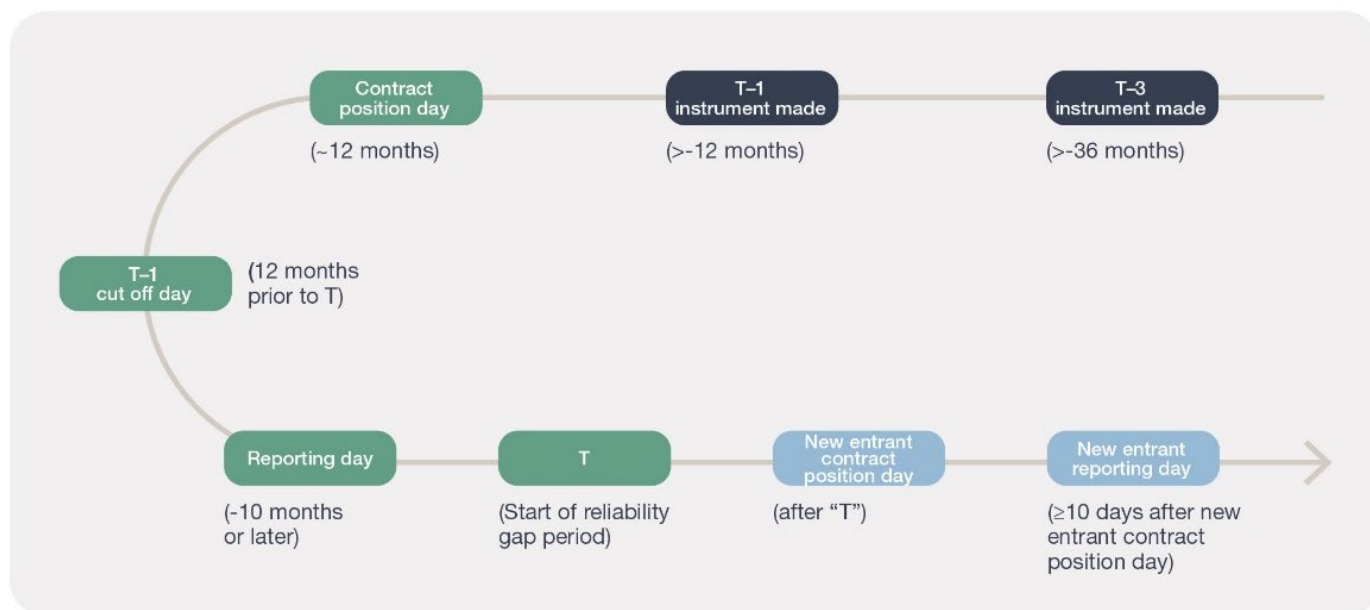 Contract
position day
(~12 months)
T–1
instrument made
(>-12 months)
T–3
instrument made
(>-36 months)
T–1
cut off day
(12 months
prior to T)
Reporting day
(-10 months
or later)
T
(Start of reliability
gap period)
New entrant
contract
position day
(after “T”)
New entrant
reporting day
(≥10 days after new
entrant contract
position day)